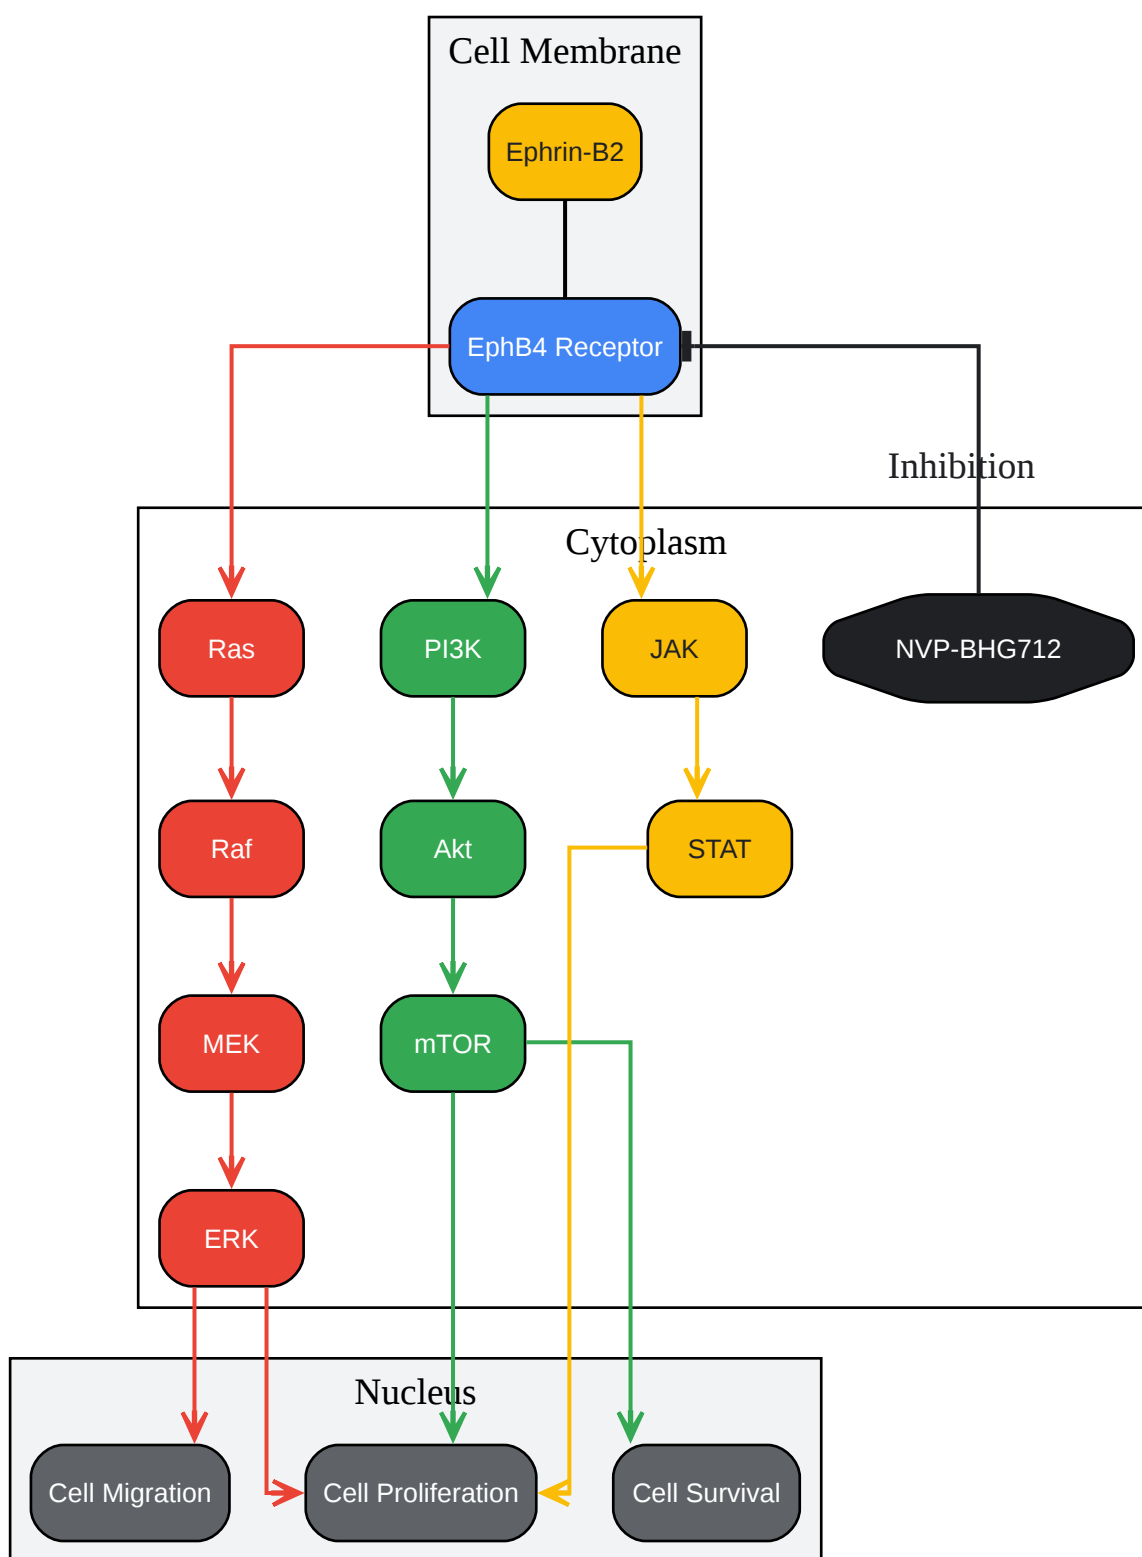 Cell Membrane
Ephrin-B2
EphB4 Receptor
Inhibition
Cytoplasm
Ras
PI3K
JAK
NVP-BHG712
Raf
Akt
STAT
MEK
mTOR
ERK
Nucleus
Cell Migration
Cell Proliferation
Cell Survival